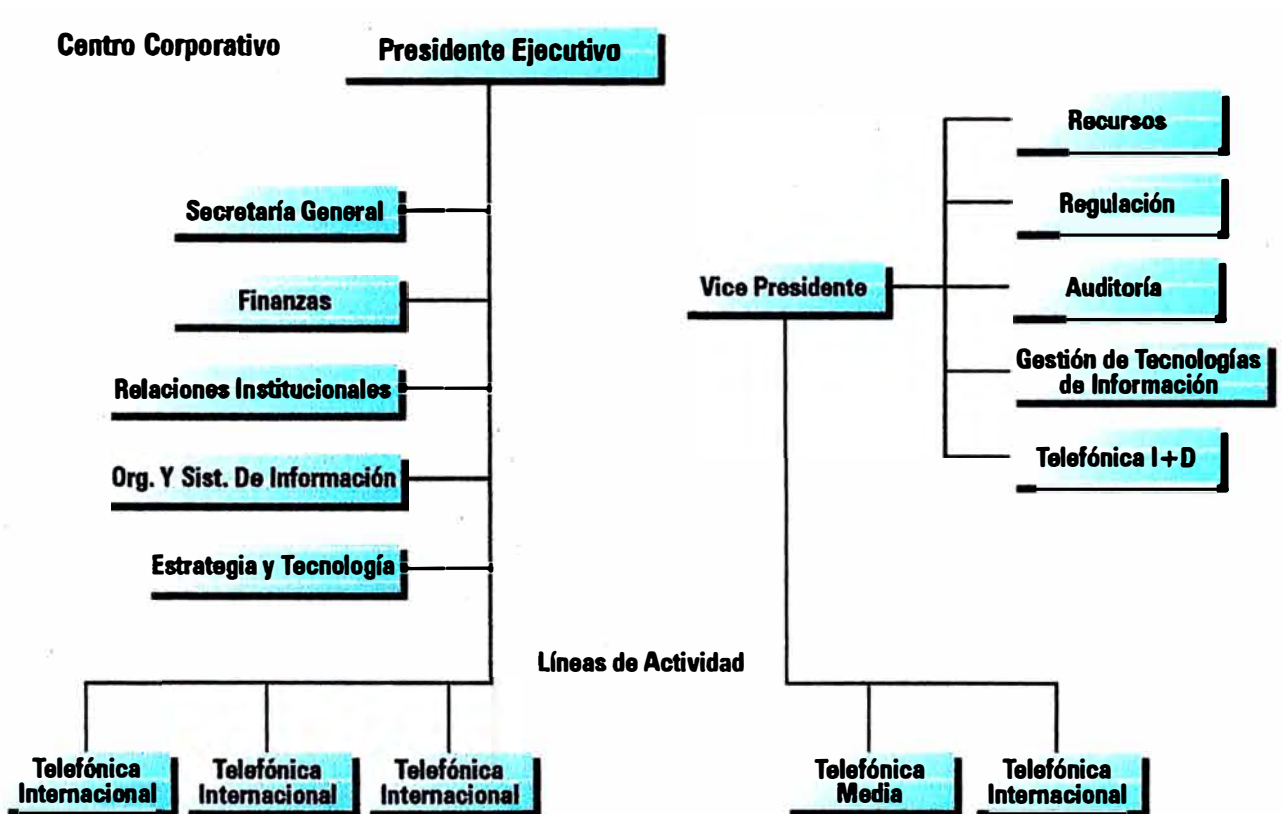 Centro Corporativo
Presidente Ejecutivo
Secretaría General
Finanzas
Relaciones Institucionales
Org. Y Sist. De Información
Estrategia y Tecnología
Vice Presidente
Recursos
Regulación
Auditoría
Gestión de Tecnologías
de Información
Telefónica I+D
Líneas de Actividad
Telefónica
Internacional
Telefónica
Internacional
Telefónica
Internacional
Telefónica
Media
Telefónica
Internacional